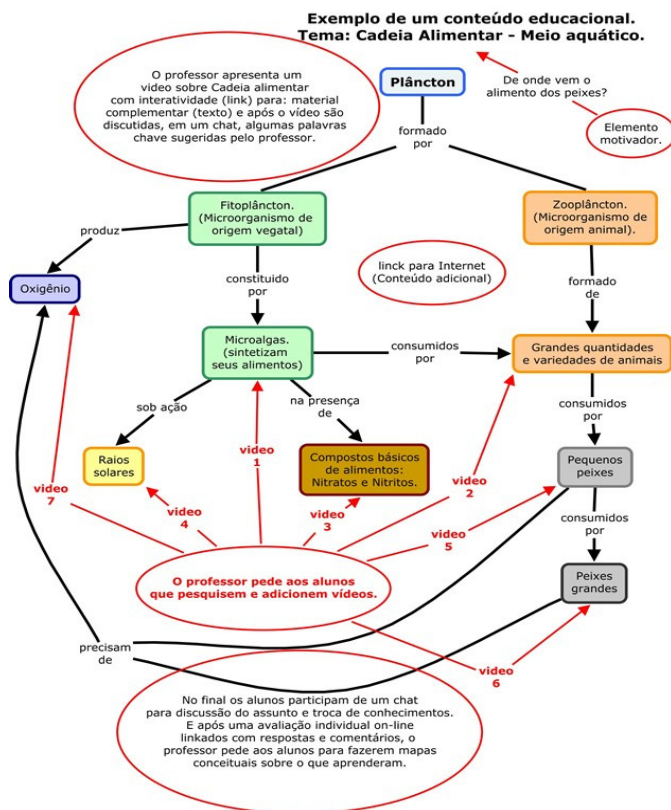 Exemplo de um conteúdo educacional.
Tema: Cadeia Alimentar - Meio aquático.
O professor apresenta um
video sobre Cadeia alimentar
com interatividade (link) para: material
complementar (texto) e após o vídeo são
discutidas, em um chat, algumas palavras
chave sugeridas pelo professor.
Plâncton
De onde vem o
alimento dos peixes?
Elemento
motivador.
formado
por
Fitoplâncton.
(Microorganismo de
origem vegatal)
Zooplâncton.
(Microorganismo de
origem animal).
produz
Oxigênio
constituido
por
linck para Internet
(Conteúdo adicional)
formado
de
Microalgas.
(sintetizam
seus alimentos)
consumidos
por
Grandes quantidades
e variedades de animais
sob ação
na presença
de
consumidos
por
Raios
solares
Compostos básicos
de alimentos:
Nitratos e Nitritos.
Pequenos
peixes
video
1
video
2
video
7
video
4
video
3
video
5
consumidos
por
O professor pede aos alunos
que pesquisem e adicionem vídeos.
Peixes
grandes
precisam
de
video
6
No final os alunos participam de um chat
para discussão do assunto e troca de conhecimentos.
E após uma avaliação individual on-line
linkados com respostas e comentários, o
professor pede aos alunos para fazerem mapas
conceituais sobre o que aprenderam.